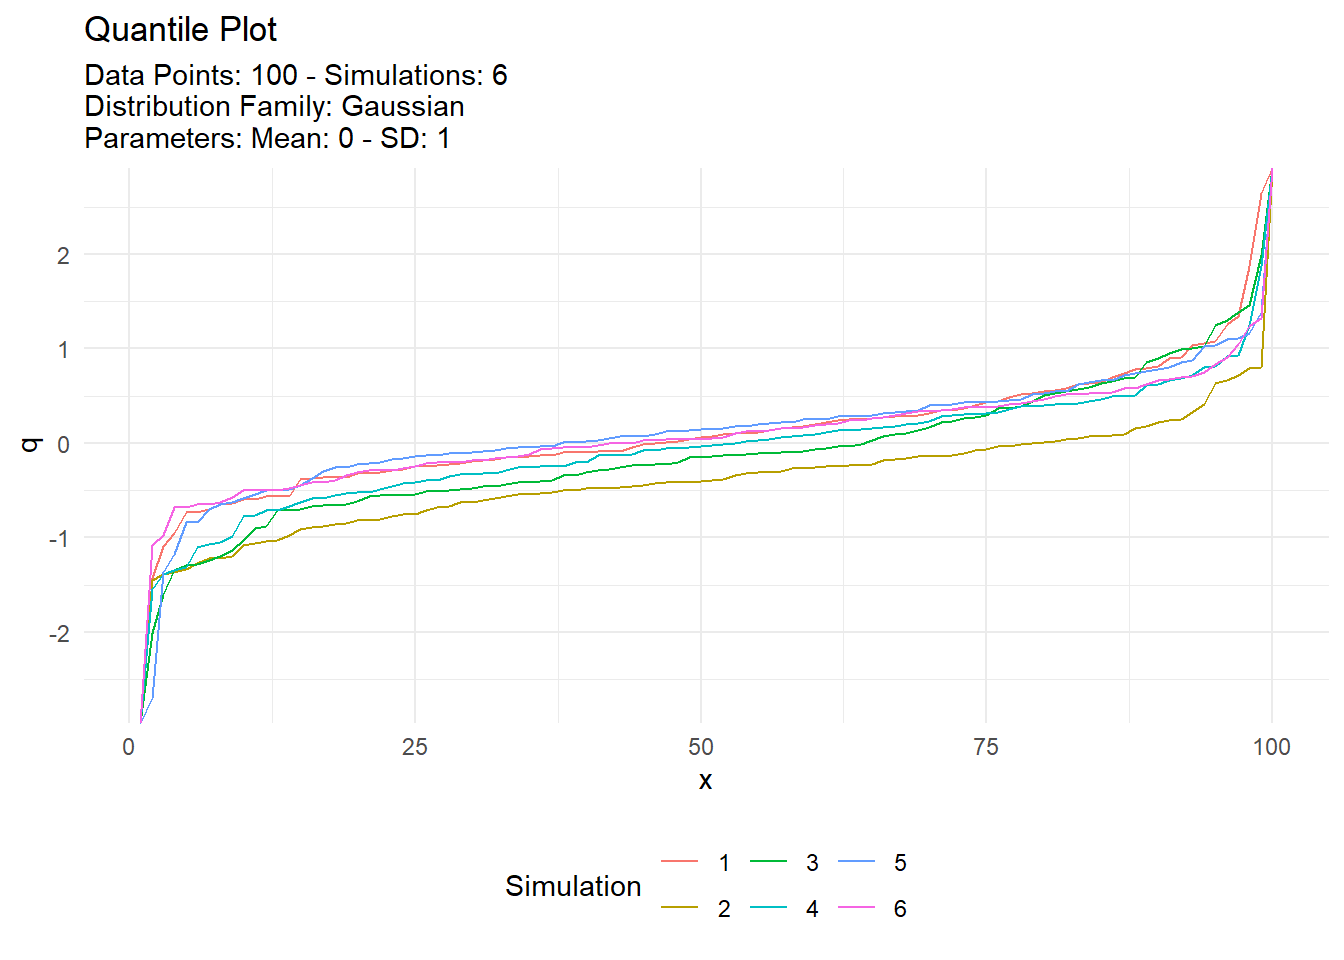 Quantile Plot
Data Points: 100 - Simulations: 6
Distribution Family: Gaussian
Parameters: Mean: 0 - SD: 1
q
2
1
0
-1
-2
0 25 50 75 100
x
Simulation
1 3 5
2 4 6